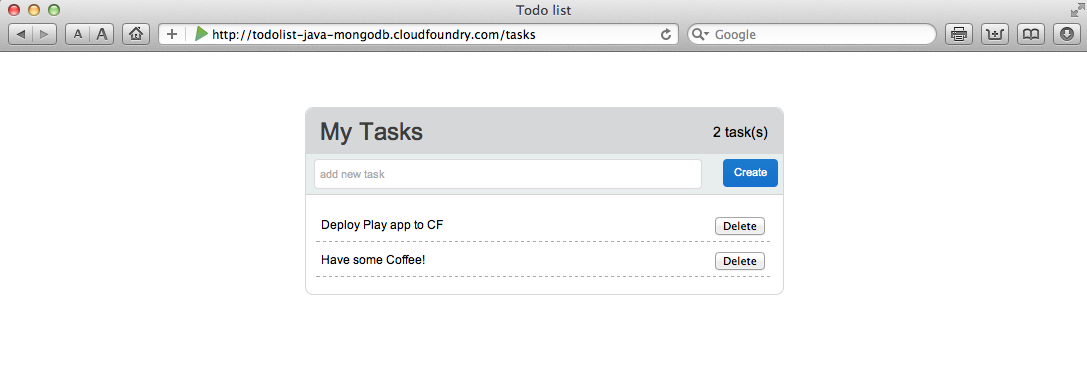 Todo list
A A
http://todolist-java-mongodb.cloudfoundry.com/tasks
Google
My Tasks
2 task(s)
add new task
Create
Deploy Play app to CF
Delete
Have some Coffee!
Delete